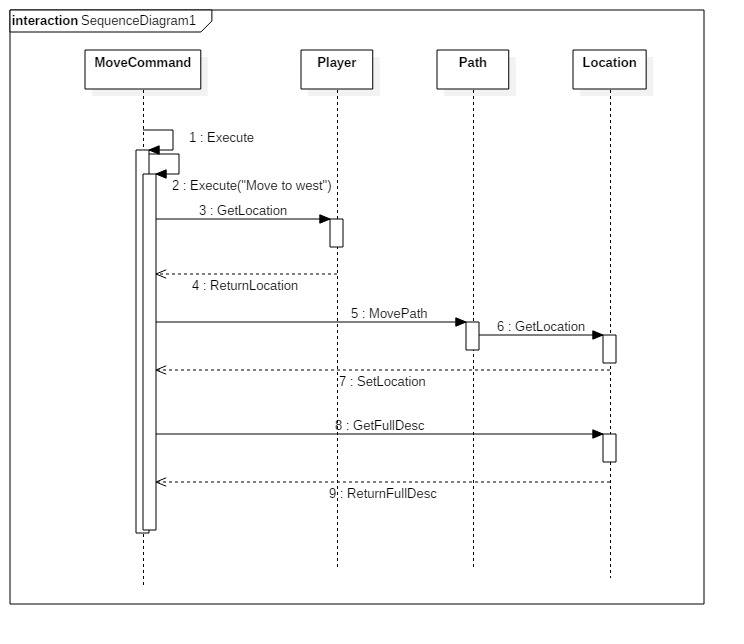 interaction SequenceDiagram1
MoveCommand
Player
Path
Location
1 : Execute
2 : Execute("Move to west")
3 : GetLocation
4 : ReturnLocation
5 : MovePath
6 : GetLocation
7 : SetLocation
8 : GetFullDesc
9 : ReturnFullDesc